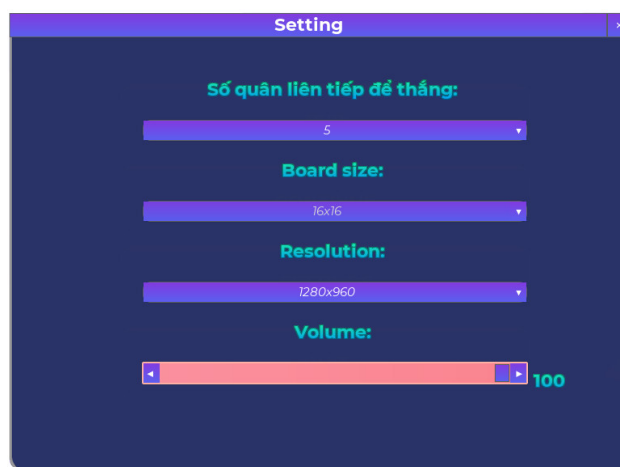 Setting
×
Số quân liên tiếp để thắng:
5
Board size:
16x16
Resolution:
1280x960
Volume:
100